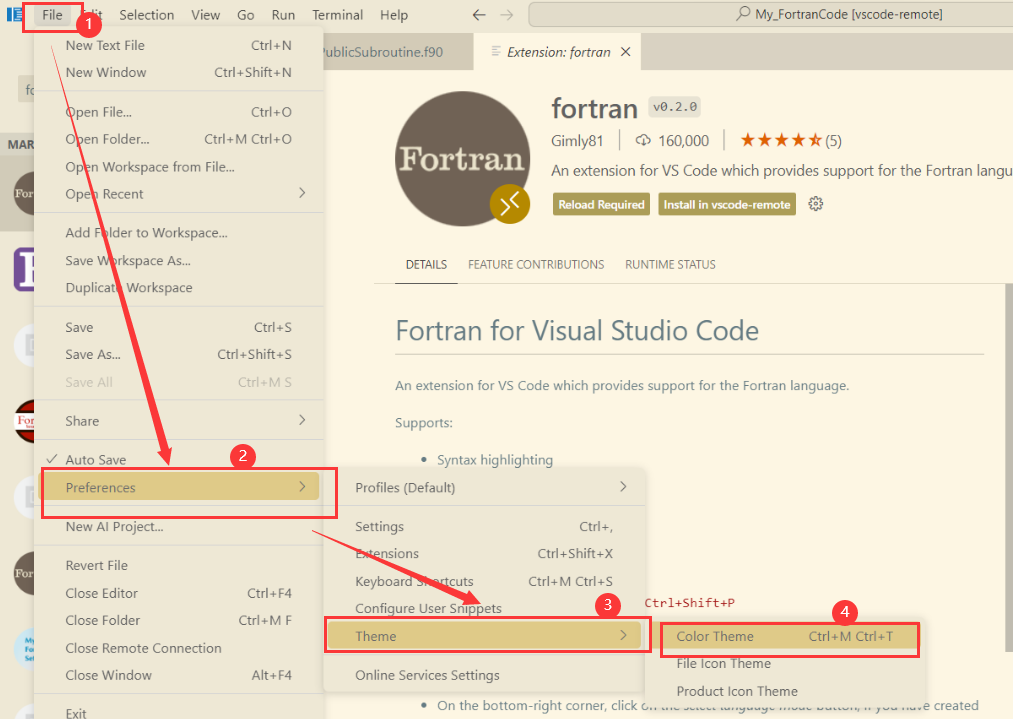 File Edit Selection View Go Run Terminal Help My_FortranCode [vscode-remote]
1
PublicSubroutine.f90 Extension: fortran
New Text File Ctrl+N
New Window Ctrl+Shift+N
Open File... Ctrl+O
Open Folder... Ctrl+M Ctrl+O
Open Workspace from File...
Open Recent
Add Folder to Workspace...
Save Workspace As...
Duplicate Workspace
Save Ctrl+S
Save As... Ctrl+Shift+S
Save All Ctrl+M S
Share
Auto Save
2
Preferences
New AI Project...
Revert File
Close Editor Ctrl+F4
Close Folder Ctrl+M F
Close Remote Connection
Close Window Alt+F4
Exit
fo
MAR
For
For
For
My
Fo
Set
Fortran
fortran v0.2.0
Gimly81 160,000 (5)
An extension for VS Code which provides support for the Fortran langu
Reload Required Install in vscode-remote
DETAILS FEATURE CONTRIBUTIONS RUNTIME STATUS
Fortran for Visual Studio Code
An extension for VS Code which provides support for the Fortran language.
Supports:
• Syntax highlighting
Profiles (Default)
Settings Ctrl+,
Extensions Ctrl+Shift+X
Keyboard Shortcuts Ctrl+M Ctrl+S
Configure User Snippets
3
Theme
Online Services Settings
Ctrl+Shift+P
4
Color Theme Ctrl+M Ctrl+T
File Icon Theme
Product Icon Theme
• On the bottom-right corner, click on the select language mode button, if you have created